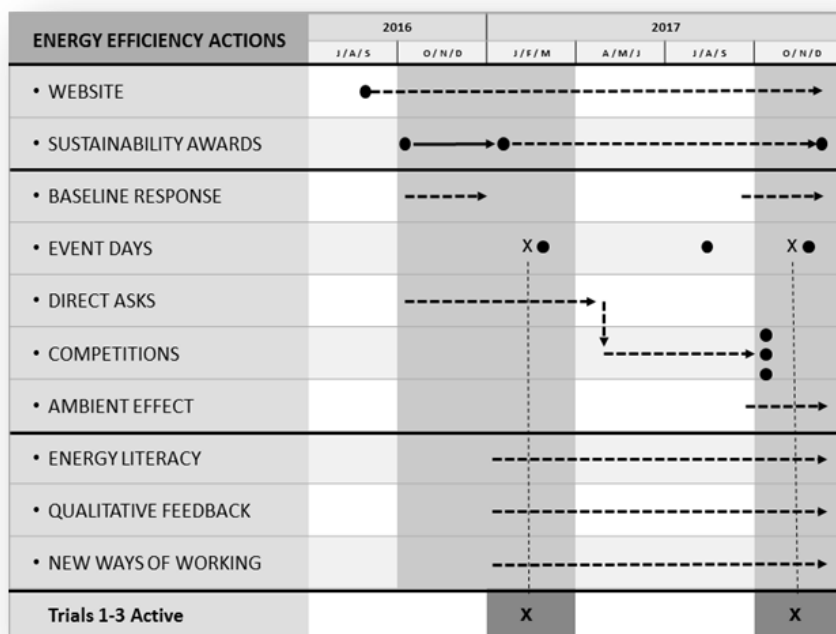 2016 2017
ENERGY EFFICIENCY ACTIONS
J/A/S O/N/D J/F/M A/M/J J/A/S O/N/D
• WEBSITE
• SUSTAINABILITY AWARDS
• BASELINE RESPONSE
• EVENT DAYS X X
• DIRECT ASKS
• COMPETITIONS
• AMBIENT EFFECT
• ENERGY LITERACY
• QUALITATIVE FEEDBACK
• NEW WAYS OF WORKING
Trials 1-3 Active X X